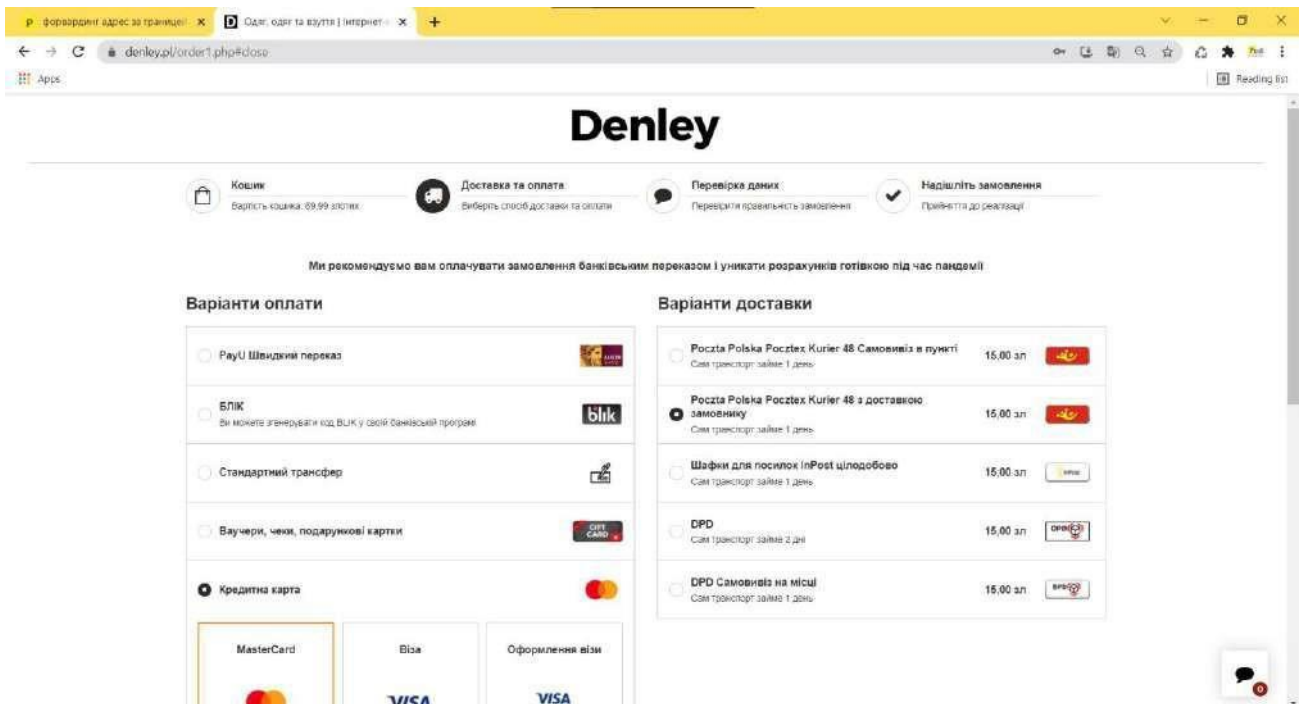 форвардинг адрес за границей
Одяг, одяг та взуття | Інтернет-
denley.pl/order1.php#close
Apps
Reading list
Denley
Кошик
Вартість кошика: 69,99 злотих
Доставка та оплата
Виберіть спосіб доставки та оплати
Перевірка даних
Перевірити правильність замовлення
Надішліть замовлення
Прийняття до реалізації
Ми рекомендуємо вам оплачувати замовлення банківським переказом і уникати розрахунків готівкою під час пандемії
Варіанти оплати
PayU Швидкий переказ
БЛІК
blik
Ви можете згенерувати код BLIK у своїй банківській програмі
Стандартний трансфер
Ваучери, чеки, подарункові картки
GIFT
CARD
Кредитна карта
MasterCard
Віза
VISA
Оформлення візи
VISA
Варіанти доставки
Poczta Polska Pocztex Kurier 48 Самовивіз в пункті
Сам транспорт займе 1 день
15,00 зл
Poczta Polska Pocztex Kurier 48 з доставкою
замовнику
Сам транспорт займе 1 день
15,00 зл
Шафки для посилок InPost цілодобово
Сам транспорт займе 1 день
15,00 зл
DPD
Сам транспорт займе 2 дні
15,00 зл
DPD
DPD Самовивіз на місці
Сам транспорт займе 1 день
15,00 зл
DPD
0